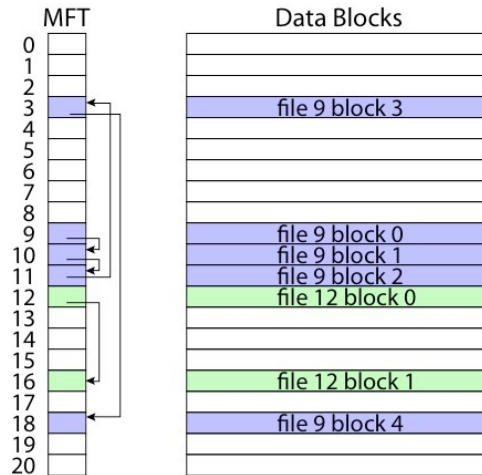 MFT Data Blocks
0
1
2
3 file 9 block 3
4
5
6
7
8
9 file 9 block 0
10 file 9 block 1
11 file 9 block 2
12 file 12 block 0
13
14
15
16 file 12 block 1
17
18 file 9 block 4
19
20